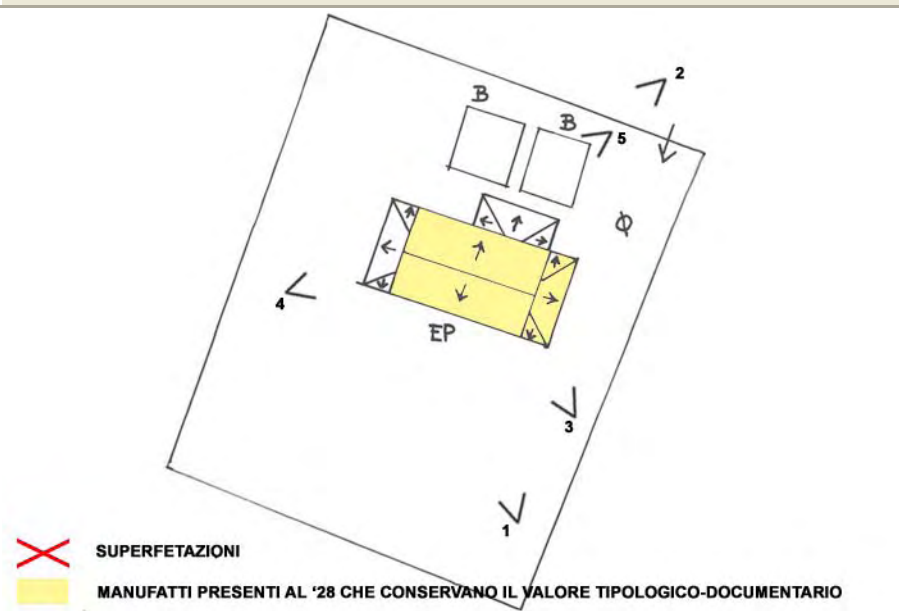 2
B
B
5
4
EP
3
1
SUPERFETAZIONI
MANUFATTI PRESENTI AL ‘28 CHE CONSERVANO IL VALORE TIPOLOGICO-DOCUMENTARIO